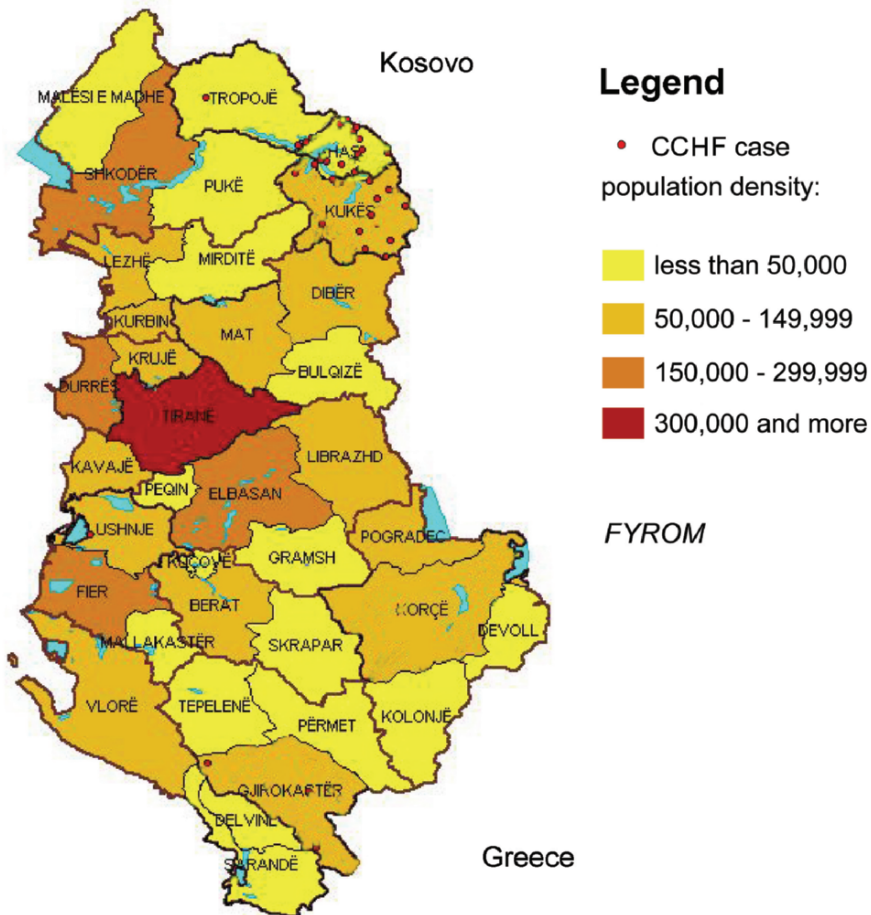 Kosovo
Legend
CCHF case
population density:
less than 50,000
50,000 - 149,999
150,000 - 299,999
300,000 and more
FYROM
Greece
MALËSI E MADHE
TROPOJË
HAS
SHKODËR
PUKË
KUKËS
LEZHË
MIRDITË
DIBËR
KURBIN
MAT
KRUJË
BULQIZË
DURRËS
TIRANË
LIBRAZHD
KAVAJË
PEQIN
ELBASAN
USHNJE
POGRADEC
GRAMSH
KUÇOVË
FIER
BERAT
KORÇË
DEVOLL
MALLAKASTËR
SKRAPAR
VLORË
TEPELENË
PËRMET
KOLONJË
GJIROKASTËR
DELVINË
SARANDË